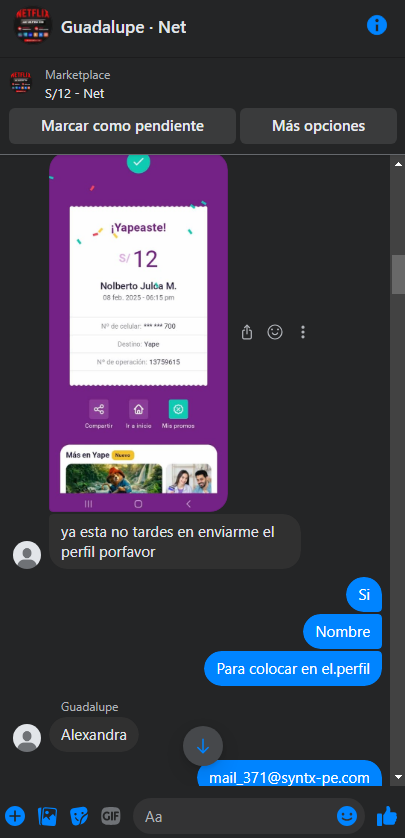 NETFLIX
Guadalupe · Net
Marketplace
NETFLIX
S/12 - Net
Marcar como pendiente
Más opciones
¡Yapeaste!
S/ 12
Nolberto Julca M.
08 feb. 2025 - 06:15 pm
Nº de celular: *** *** 700
Destino: Yape
Nº de operación: 13759615
Compartir
Ir a inicio
Mis promos
Más en Yape
Nuevo
ya esta no tardes en enviarme el
perfil porfavor
Si
Nombre
Para colocar en el.perfil
Guadalupe
Alexandra
mail_371@syntx-pe.com
GIF
Aa